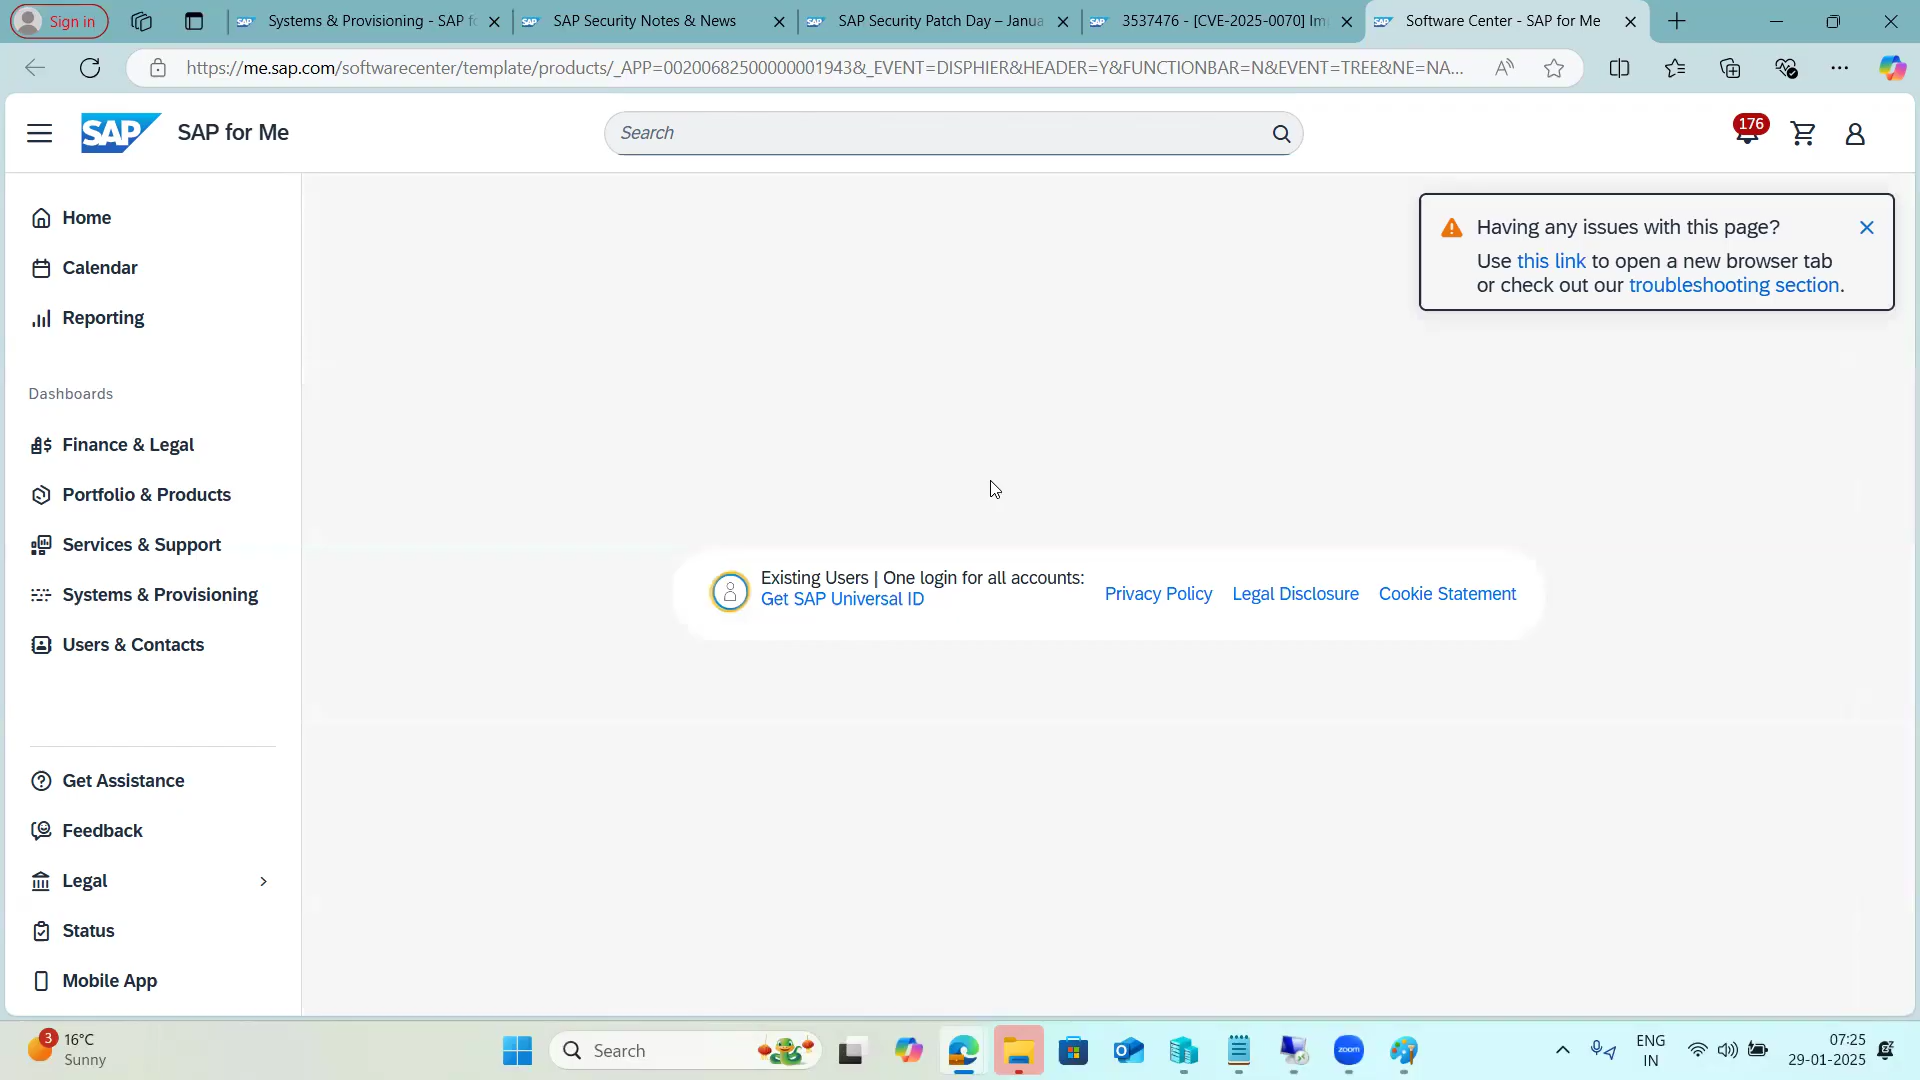 Sign in
Systems & Provisioning - SAP f
SAP Security Notes & News
SAP Security Patch Day – Janua
3537476 - [CVE-2025-0070] Im
Software Center - SAP for Me
https://me.sap.com/softwarecenter/template/products/_APP=00200682500000001943&_EVENT=DISPHIER&HEADER=Y&FUNCTIONBAR=N&EVENT=TREE&NE=NA...
SAP
SAP for Me
Search
176
Home
Calendar
Reporting
Dashboards
Finance & Legal
Portfolio & Products
Services & Support
Systems & Provisioning
Users & Contacts
Get Assistance
Feedback
Legal
Status
Mobile App
Having any issues with this page?
Use this link to open a new browser tab
or check out our troubleshooting section.
Existing Users | One login for all accounts:
Get SAP Universal ID
Privacy Policy
Legal Disclosure
Cookie Statement
3
16°C
Sunny
Search
zoom
ENG
IN
07:25
29-01-2025